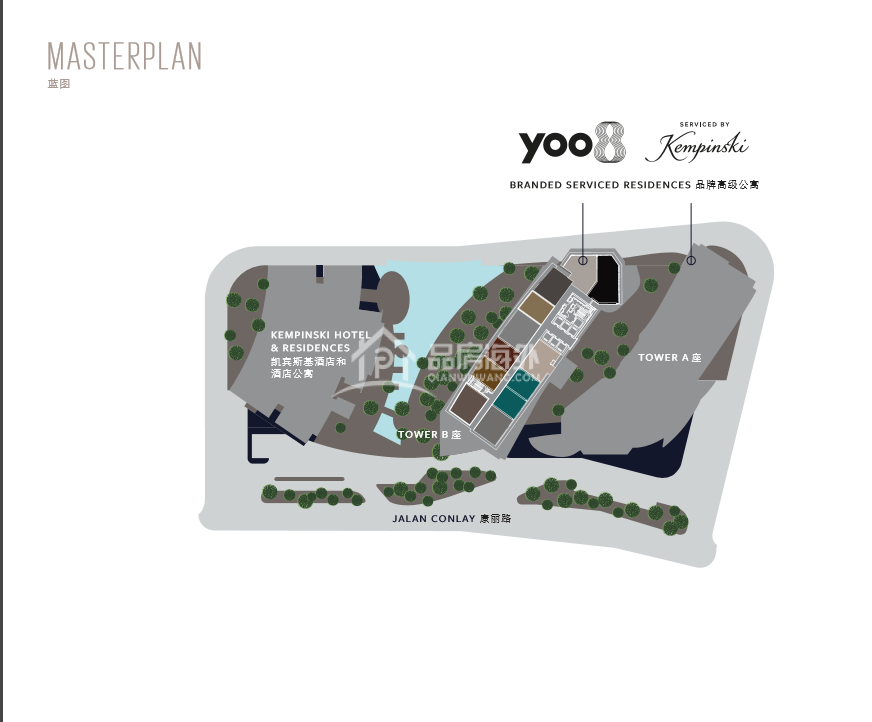 MASTERPLAN
蓝图
yoo8
SERVICED BY
Kempinski
BRANDED SERVICED RESIDENCES 品牌高级公寓
KEMPINSKI HOTEL
& RESIDENCES
凯宾斯基酒店和
酒店公寓
品房海外
QIANWUWANG.COM
TOWER A 座
TOWER B 座
JALAN CONLAY 康丽路